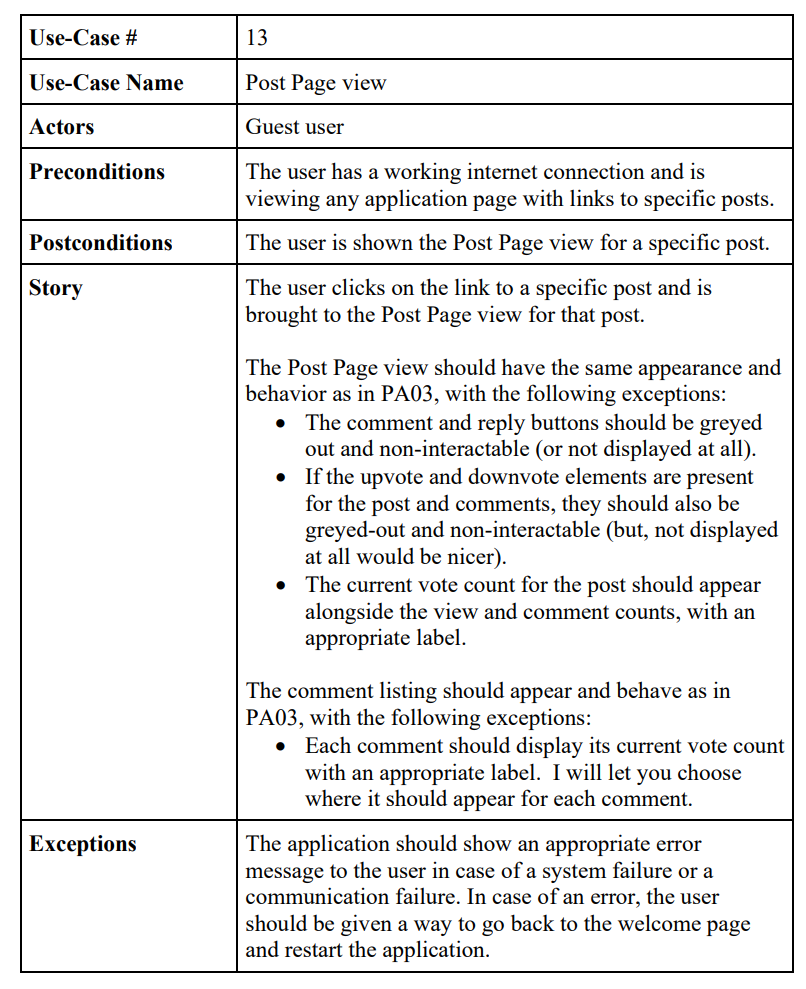 Use-Case # 13
Use-Case Name Post Page view
Actors Guest user
Preconditions The user has a working internet connection and is
viewing any application page with links to specific posts.
Postconditions The user is shown the Post Page view for a specific post.
Story The user clicks on the link to a specific post and is
brought to the Post Page view for that post.
The Post Page view should have the same appearance and
behavior as in PA03, with the following exceptions:
• The comment and reply buttons should be greyed
out and non-interactable (or not displayed at all).
• If the upvote and downvote elements are present
for the post and comments, they should also be
greyed-out and non-interactable (but, not displayed
at all would be nicer).
• The current vote count for the post should appear
alongside the view and comment counts, with an
appropriate label.
The comment listing should appear and behave as in
PA03, with the following exceptions:
• Each comment should display its current vote count
with an appropriate label.  I will let you choose
where it should appear for each comment.
Exceptions The application should show an appropriate error
message to the user in case of a system failure or a
communication failure. In case of an error, the user
should be given a way to go back to the welcome page
and restart the application.